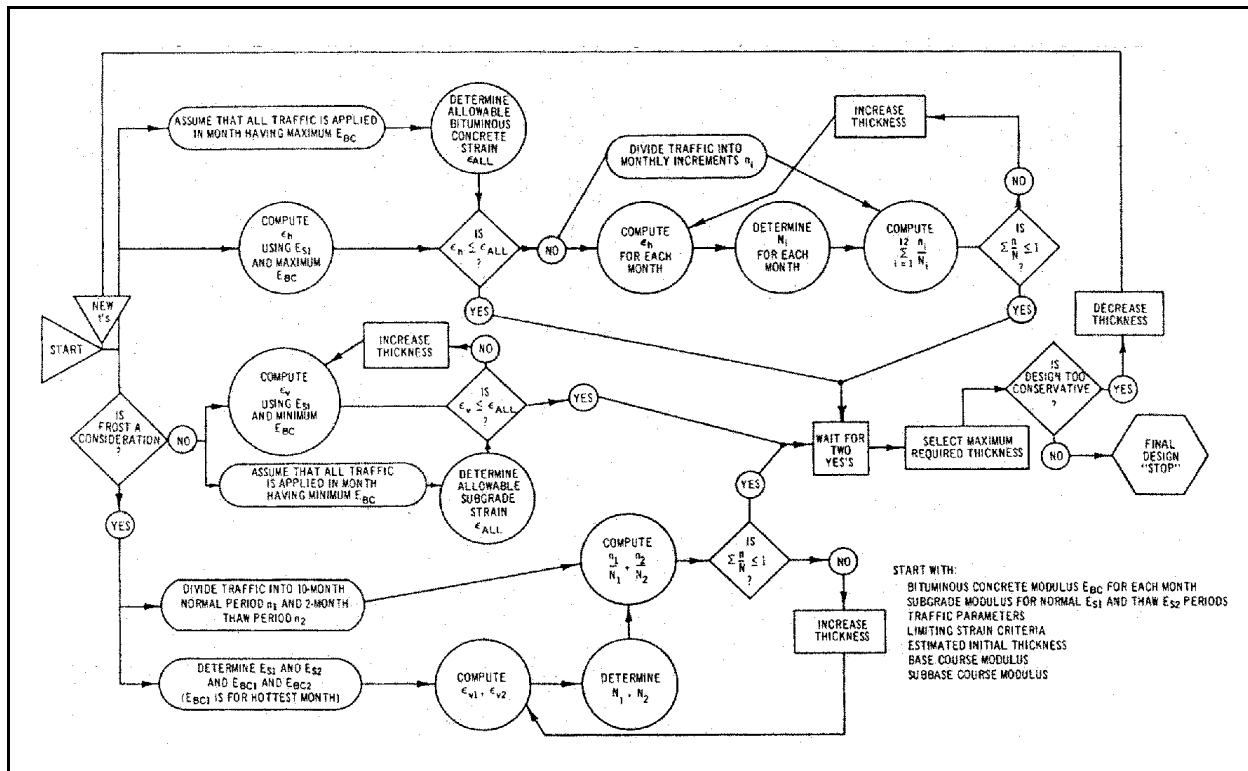 ASSUME THAT ALL TRAFFIC IS APPLIED
IN MONTH HAVING MAXIMUM E_BC
DETERMINE
ALLOWABLE
BITUMINOUS
CONCRETE
STRAIN
ϵ_ALL
DIVIDE TRAFFIC INTO
MONTHLY INCREMENTS n_i
INCREASE
THICKNESS
NO
COMPUTE
ϵ_h
USING E_S1
AND MAXIMUM
E_BC
IS
ϵ_h ≤ ϵ_ALL
?
NO
COMPUTE
ϵ_h
FOR EACH
MONTH
DETERMINE
N_i
FOR EACH
MONTH
COMPUTE
12
Σ n_i/N_i
i = 1
IS
Σ n/N ≤ 1
?
YES
YES
NEW
t's
START
INCREASE
THICKNESS
NO
COMPUTE
ϵ_v
USING E_S1
AND MINIMUM
E_BC
IS
ϵ_v ≤ ϵ_ALL
?
YES
DECREASE
THICKNESS
IS
DESIGN TOO
CONSERVATIVE
?
YES
IS
FROST A
CONSIDERATION
?
NO
WAIT FOR
TWO
YES'S
SELECT MAXIMUM
REQUIRED THICKNESS
NO
FINAL
DESIGN
"STOP"
ASSUME THAT ALL TRAFFIC
IS APPLIED IN MONTH
HAVING MINIMUM E_BC
DETERMINE
ALLOWABLE
SUBGRADE
STRAIN
ϵ_ALL
YES
YES
DIVIDE TRAFFIC INTO 10-MONTH
NORMAL PERIOD n_1 AND 2-MONTH
THAW PERIOD n_2
COMPUTE
n_1/N_1 + n_2/N_2
IS
Σ n/N ≤ 1
?
NO
INCREASE
THICKNESS
DETERMINE E_S1 AND E_S2
AND E_BC1 AND E_BC2
(E_BC1 IS FOR HOTTEST MONTH)
COMPUTE
ϵ_v1, ϵ_v2
DETERMINE
N_1, N_2
START WITH:
BITUMINOUS CONCRETE MODULUS E_BC FOR EACH MONTH
SUBGRADE MODULUS FOR NORMAL E_S1 AND THAW E_S2 PERIODS
TRAFFIC PARAMETERS
LIMITING STRAIN CRITERIA
ESTIMATED INITIAL THICKNESS
BASE COURSE MODULUS
SUBBASE COURSE MODULUS